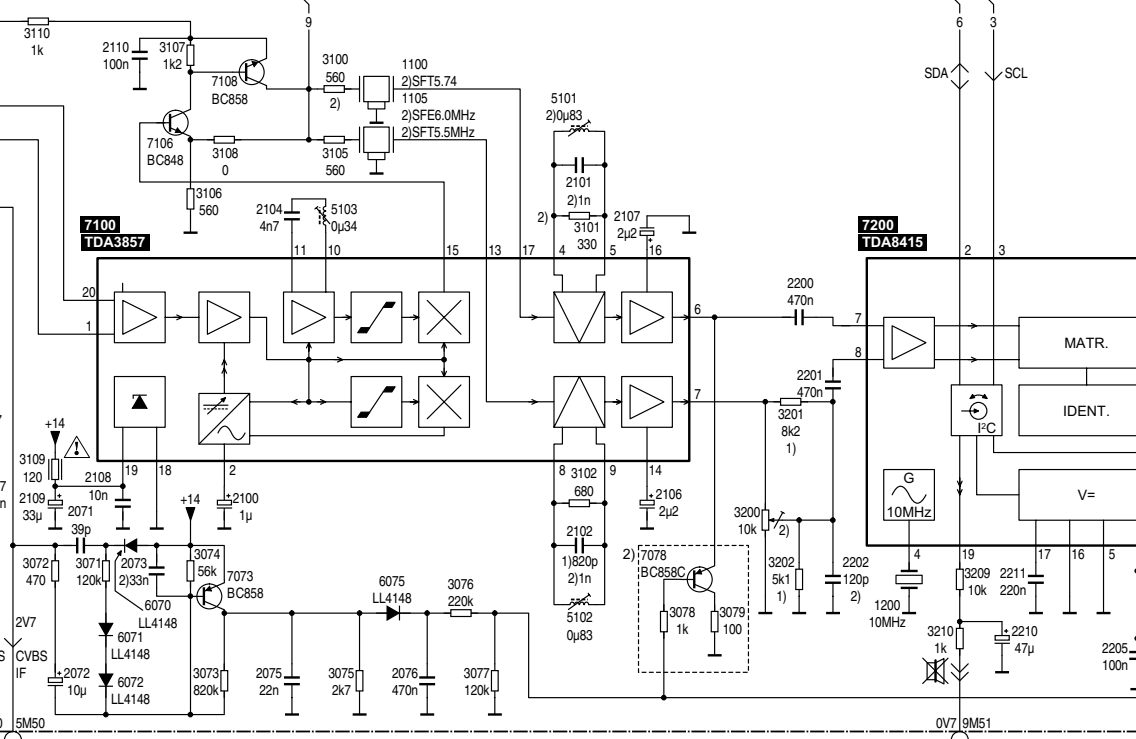 9
6
3
3110
1k
2110
100n
3107
1k2
7108
BC858
3100
560
2)
1100
2)SFT5.74
1105
2)SFE6.0MHz
2)SFT5.5MHz
SDA
SCL
5101
2)0µ83
7106
BC848
3108
0
3105
560
3106
560
2101
2)1n
2)
3101
330
2104
4n7
5103
0µ34
2107
2µ2
+
7100
TDA3857
7200
TDA8415
11
10
15
13
17
4
5
16
2
3
20
1
6
7
2200
470n
7
8
2201
470n
MATR.
IDENT.
I²C
3201
8k2
1)
G
10MHz
V=
+14
3109
120
2109
33µ
+
2108
10n
19
18
2
14
8
9
2071
39p
+14
2100
1µ
+
3102
680
2106
2µ2
+
2102
1)820p
2)1n
5102
0µ83
3200
10k
2)
3202
5k1
1)
2202
120p
2)
4
19
17
16
5
1200
10MHz
3209
10k
2211
220n
3210
1k
2210
47µ
+
2205
100n
3072
470
3071
120k
2073
2)33n
3074
56k
7073
BC858
6070
LL4148
6071
LL4148
6072
LL4148
2V7
CVBS
IF
2072
10µ
+
3073
820k
2075
22n
3075
2k7
6075
LL4148
2076
470n
3076
220k
3077
120k
2)
7078
BC858C
3078
1k
3079
100
5M50
0V7
9M51